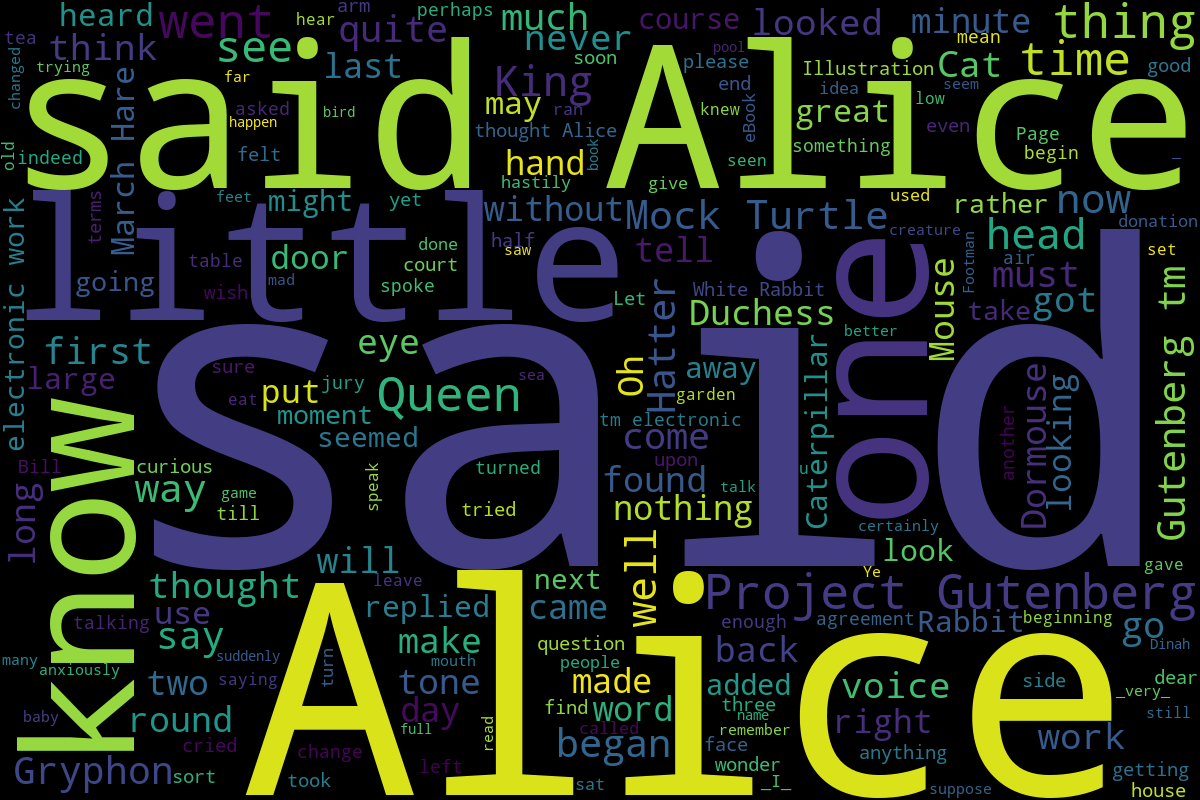 changed
tea
heard
think
trying
went
hear
arm
quite
see
last
far
asked
happen
bird
perhaps
much
never
soon
King
may
ran
thought Alice
hand
hastily
book
course
pool
please
end
knew
eBook
seen
give
looked
minute
mean
thing
Illustration
Cat
time
good
idea
low
seem
great
something
even
Page
begin
_
said Alice
old
indeed
March Hare
felt
terms
feet
might
yet
without
Mock Turtle
used
rather
now
donation
creature
little
electronic work
going
table
door
wish
mad
done
court
spoke
half
saw
tell
Let
White Rabbit
Hatter
Duchess
one
Mouse
Footman
head
air
set
must
take
got
Gutenberg tm
better
first
large
sure
eye
put
jury
eat
moment
seemed
Queen
sea
Oh
away
garden
tm electronic
come
upon
Caterpillar
Dormouse
looking
another
said
know
Bill
curious
way
game
till
long
speak
turned
tried
found
talk
u
nothing
certainly
look
gave
Ye
thought
will
leave
next
well
Project Gutenberg
use
talking
say
replied
came
enough
agreement
Rabbit
beginning
go
Dinah
many
anxiously
suddenly
saying
turn
make
mouth
question
people
back
two
tone
made
find
word
added
three
name
remember
voice
side
_very_
dear
still
baby
round
day
full
read
called
began
face
right
anything
work
cried
change
left
Gryphon
sort
took
sat
wonder
_I_
suppose
getting
house
Alice